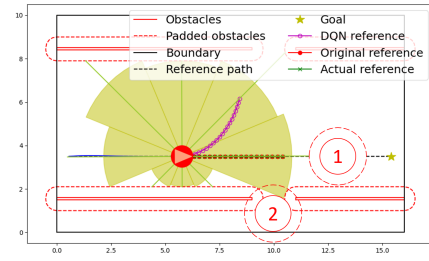 Obstacles
Padded obstacles
Boundary
Reference path
Goal
DQN reference
Original reference
Actual reference
10
8
6
4
2
0
1
2
0.0 2.5 5.0 7.5 10.0 12.5 15.0